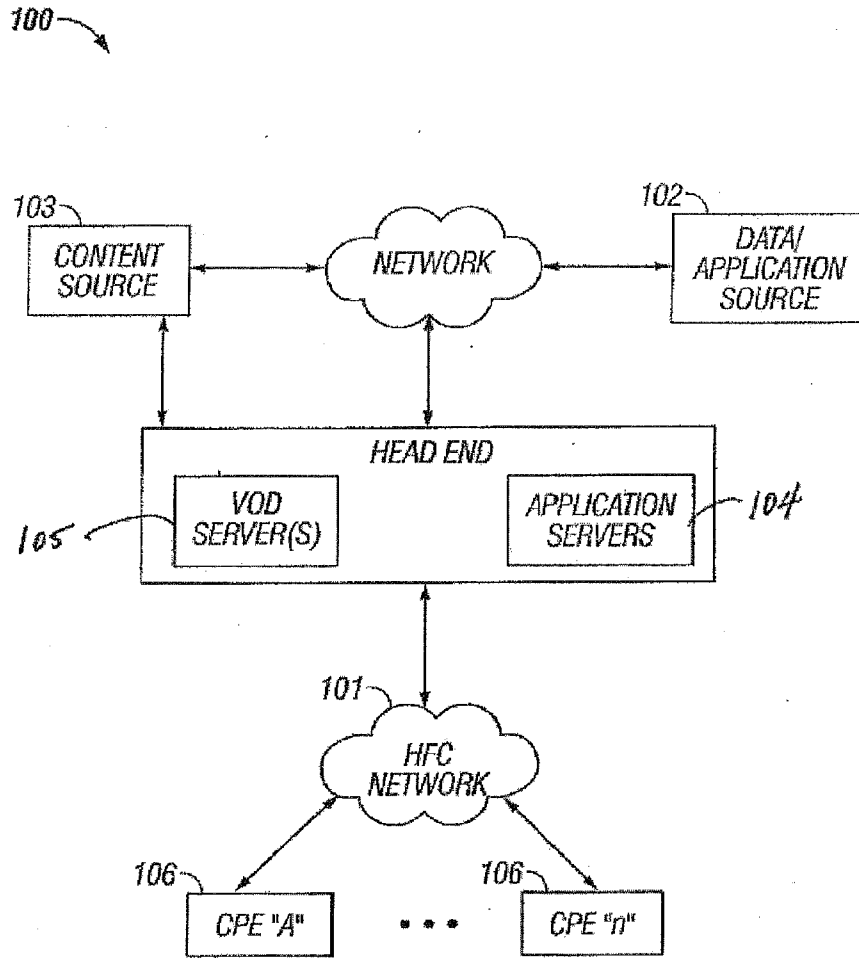 100
103
102
CONTENT
SOURCE
NETWORK
DATA/
APPLICATION
SOURCE
HEAD END
VOD
SERVER(S)
APPLICATION
SERVERS
104
105
101
HFC
NETWORK
106
106
CPE "A"
• • •
CPE "n"